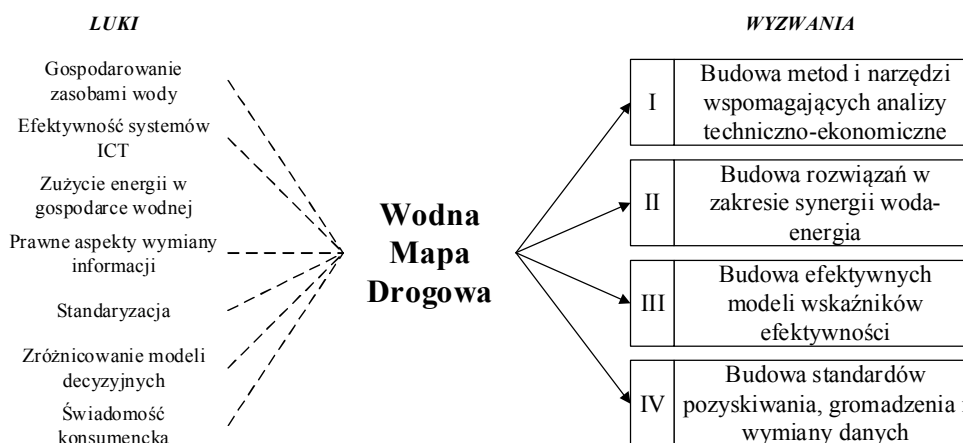 LUKI
Gospodarowanie
zasobami wody
Efektywność systemów
ICT
Zużycie energii w
gospodarce wodnej
Prawne aspekty wymiany
informacji
Standaryzacja
Zróżnicowanie modeli
decyzyjnych
Świadomość
konsumencka
Wodna
Mapa
Drogowa
WYZWANIA
I
Budowa metod i narzędzi
wspomagających analizy
techniczno-ekonomiczne
II
Budowa rozwiązań w
zakresie synergii woda-
energia
III
Budowa efektywnych
modeli wskaźników
efektywności
IV
Budowa standardów
pozyskiwania, gromadzenia
wymiany danych